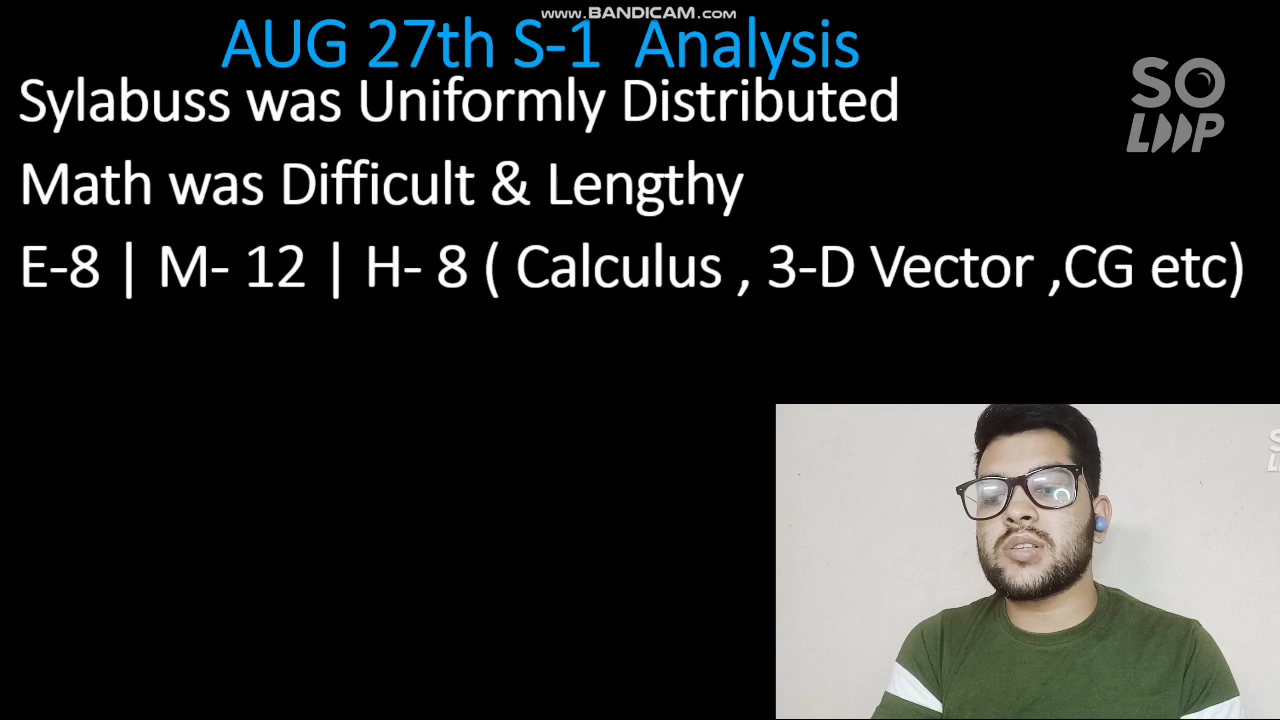 www.BANDICAM.com
AUG 27th S-1 Analysis
SO
LOOP
Sylabuss was Uniformly Distributed
Math was Difficult & Lengthy
E-8 | M- 12 | H- 8 ( Calculus , 3-D Vector ,CG etc)